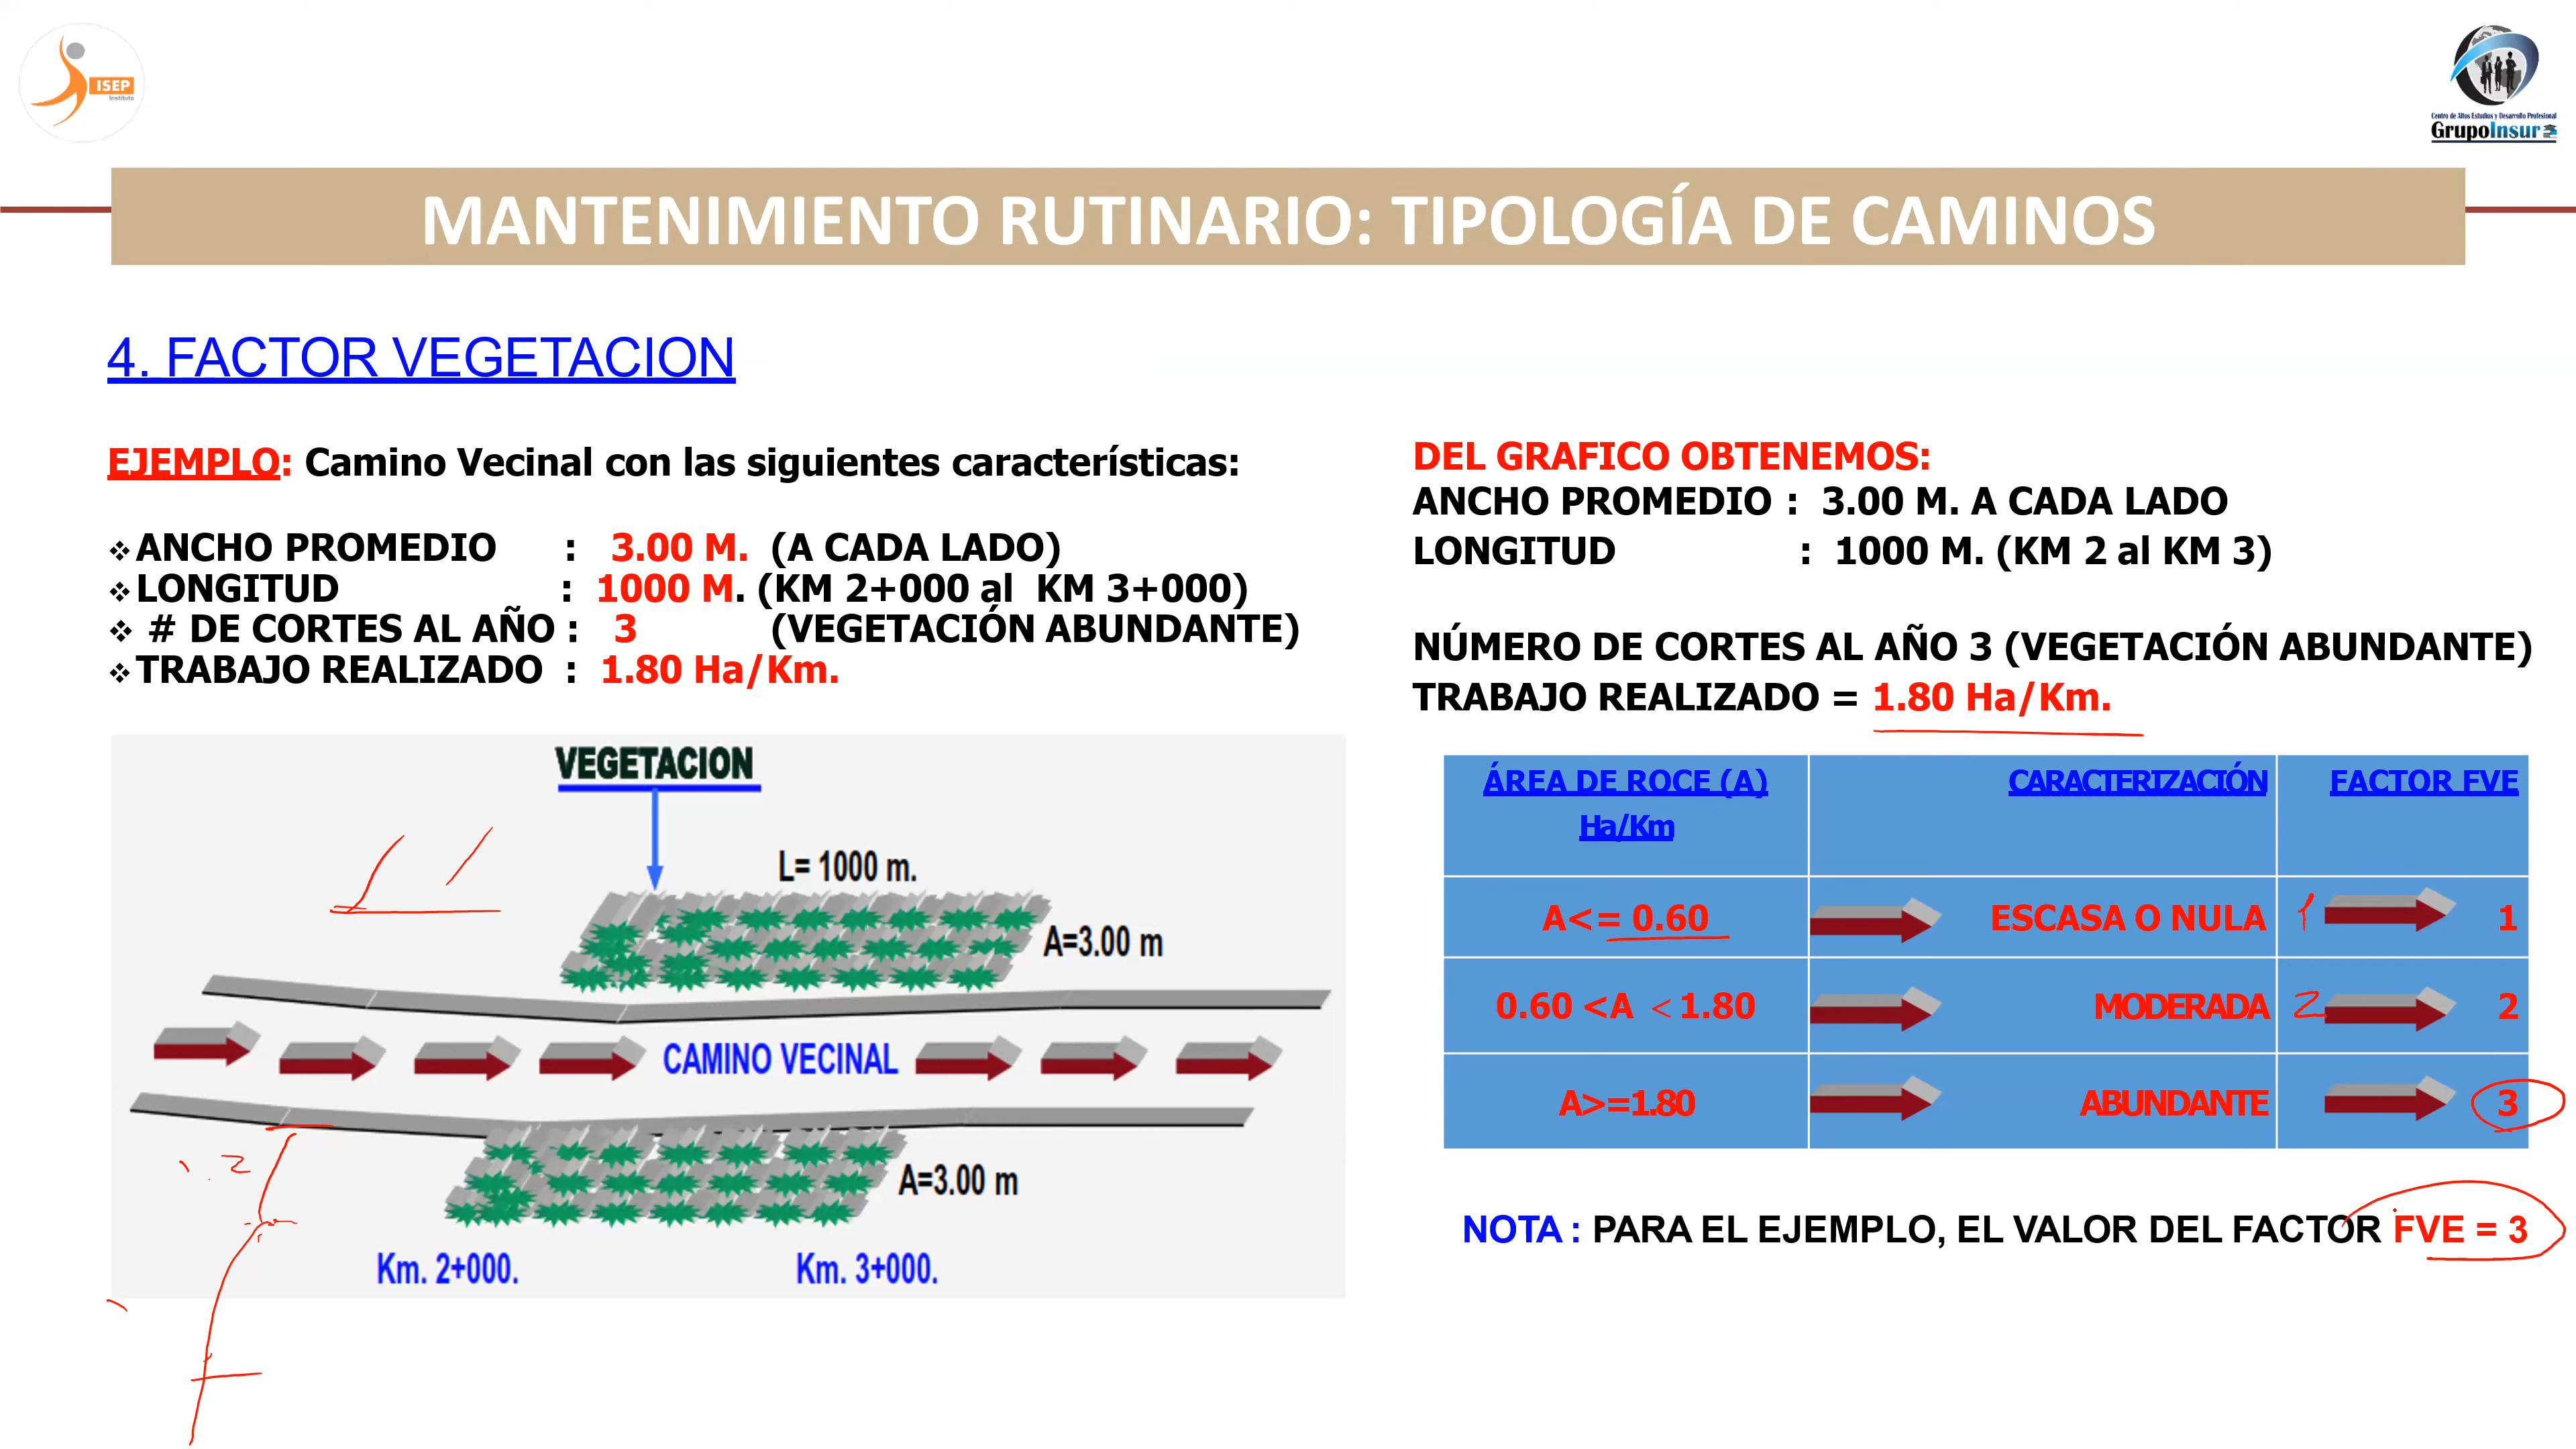 ISEP
Instituto
Centro de Altos Estudios y Desarrollo Profesional
GrupoInsur
MANTENIMIENTO RUTINARIO: TIPOLOGÍA DE CAMINOS
4. FACTOR VEGETACION
EJEMPLO: Camino Vecinal con las siguientes características:
❖ANCHO PROMEDIO : 3.00 M. (A CADA LADO)
❖LONGITUD : 1000 M. (KM 2+000 al KM 3+000)
❖ # DE CORTES AL AÑO : 3 (VEGETACIÓN ABUNDANTE)
❖TRABAJO REALIZADO : 1.80 Ha/Km.
VEGETACION
L= 1000 m.
A=3.00 m
CAMINO VECINAL
A=3.00 m
Km. 2+000. Km. 3+000.
2
DEL GRAFICO OBTENEMOS:
ANCHO PROMEDIO : 3.00 M. A CADA LADO
LONGITUD : 1000 M. (KM 2 al KM 3)
NÚMERO DE CORTES AL AÑO 3 (VEGETACIÓN ABUNDANTE)
TRABAJO REALIZADO = 1.80 Ha/Km.
ÁREA DE ROCE (A) CARACTERIZACIÓN FACTOR FVE
Ha/Km
A<= 0.60 ESCASA O NULA 1 1
0.60 <A < 1.80 MODERADA 2 2
A>=1.80 ABUNDANTE 3
NOTA : PARA EL EJEMPLO, EL VALOR DEL FACTOR FVE = 3